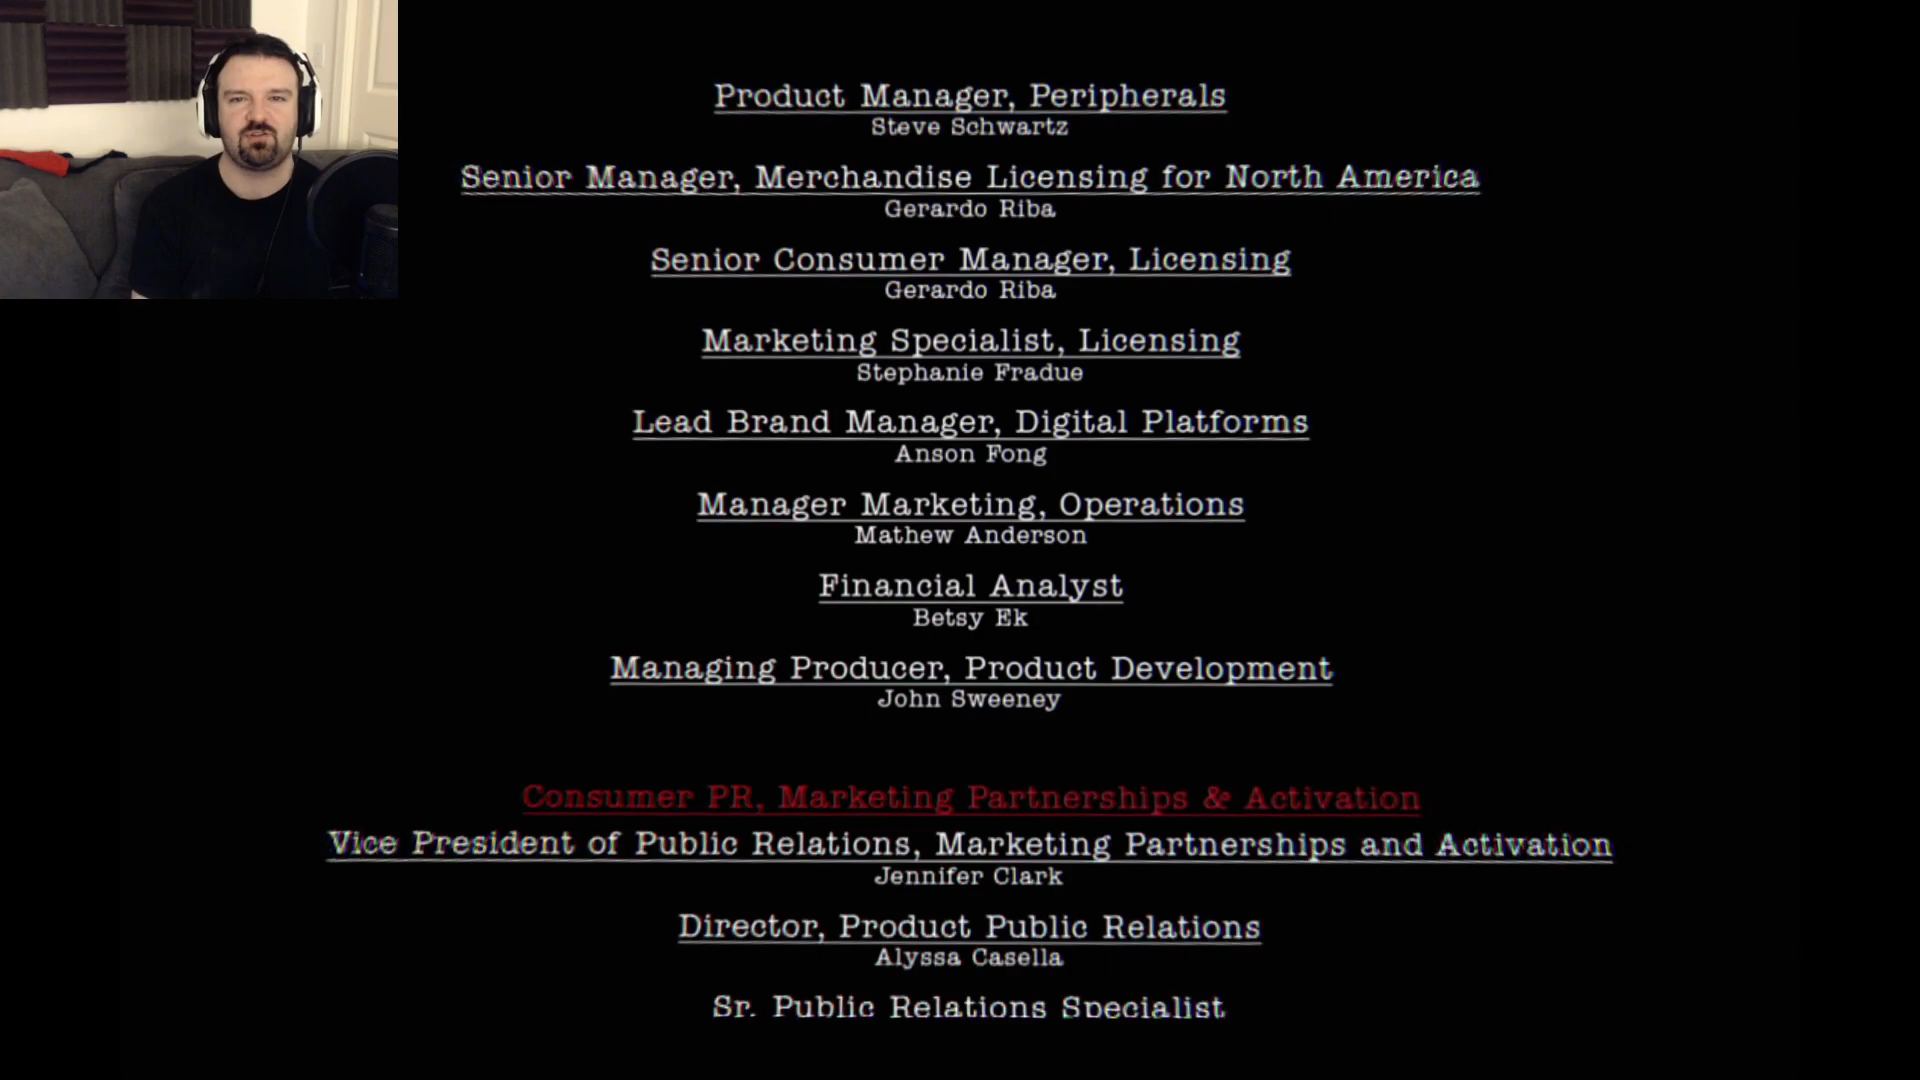 Product Manager, Peripherals
Steve Schwartz
Senior Manager, Merchandise Licensing for North America
Gerardo Riba
Senior Consumer Manager, Licensing
Gerardo Riba
Marketing Specialist, Licensing
Stephanie Fradue
Lead Brand Manager, Digital Platforms
Anson Fong
Manager Marketing, Operations
Mathew Anderson
Financial Analyst
Betsy Ek
Managing Producer, Product Development
John Sweeney
Consumer PR, Marketing Partnerships & Activation
Vice President of Public Relations, Marketing Partnerships and Activation
Jennifer Clark
Director, Product Public Relations
Alyssa Casella
Sr. Public Relations Specialist